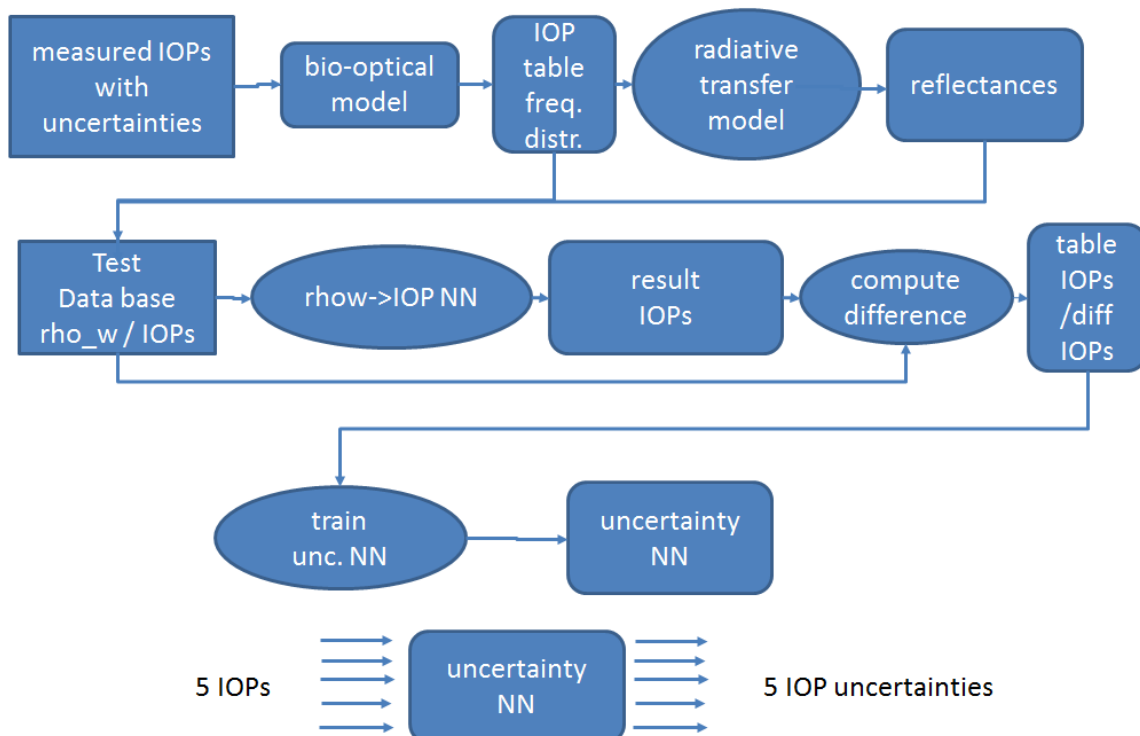 measured IOPs
with
uncertainties
bio-optical
model
IOP
table
freq.
distr.
radiative
transfer
model
reflectances
Test
Data base
rho_w / IOPs
rhow->IOP NN
result
IOPs
compute
difference
table
IOPs
/diff
IOPs
train
unc. NN
uncertainty
NN
5 IOPs
uncertainty
NN
5 IOP uncertainties